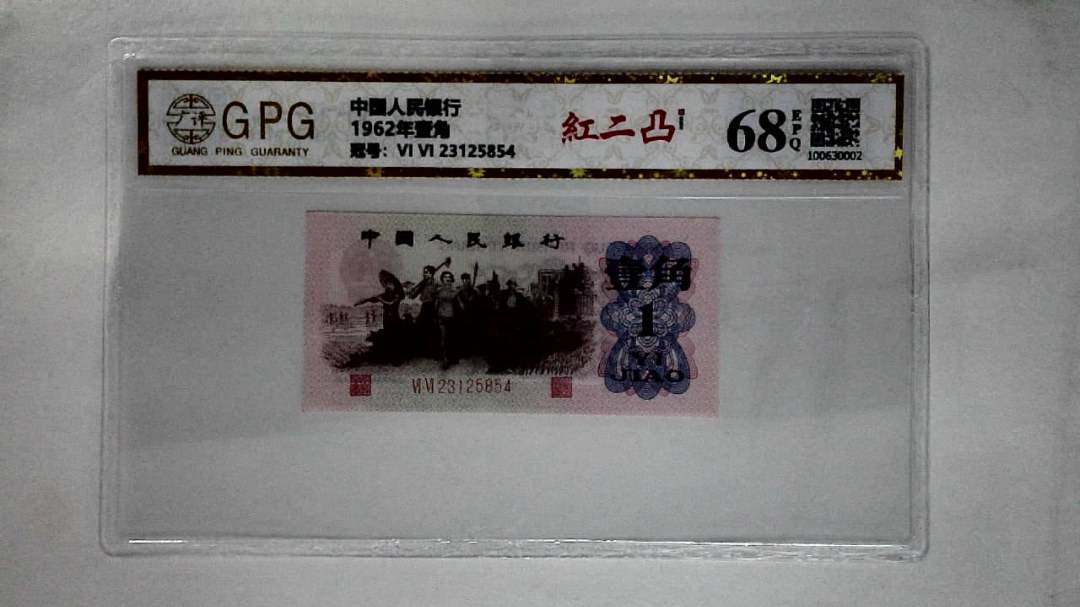 GPG
GUANG PING GUARANTY
中國人民銀行
1962年壹角
冠号: VI VI 23125854
紅二凸
68
EPQ
100630002
中國人民銀行
壹角
1
YI
JIAO
VI VI 23125854